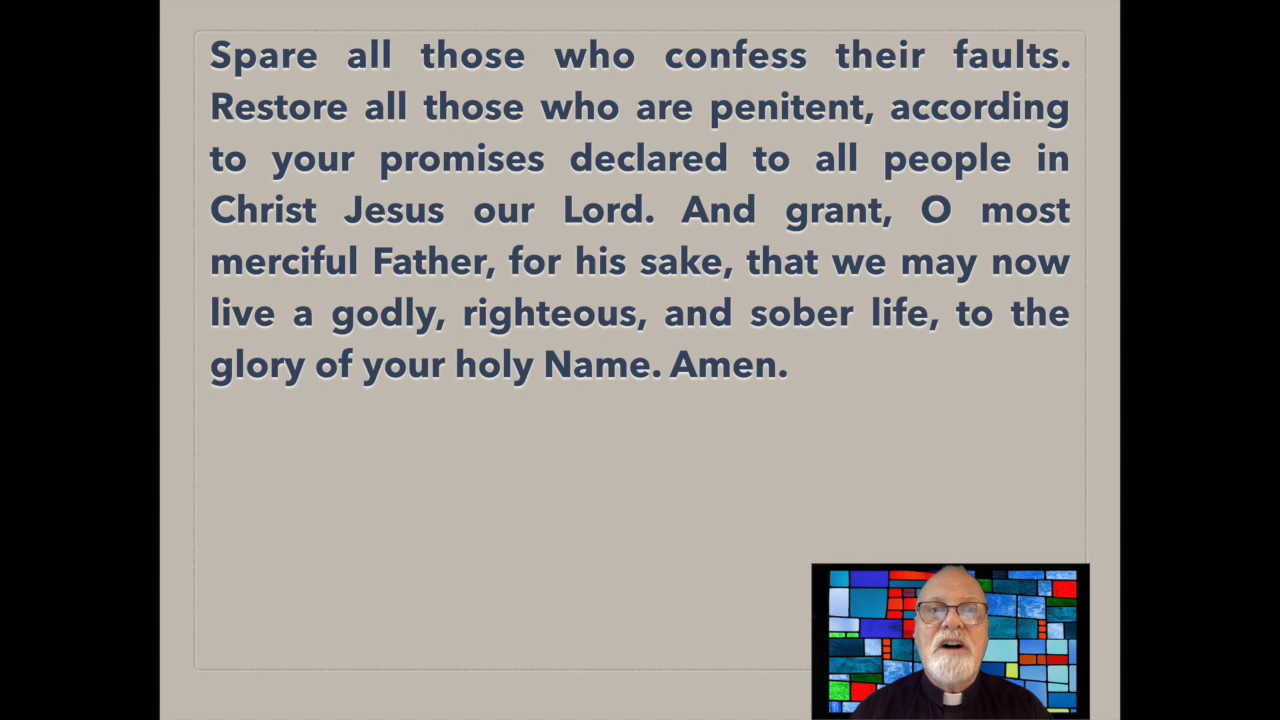 Spare all those who confess their faults.
Restore all those who are penitent, according
to your promises declared to all people in
Christ Jesus our Lord. And grant, O most
merciful Father, for his sake, that we may now
live a godly, righteous, and sober life, to the
glory of your holy Name. Amen.